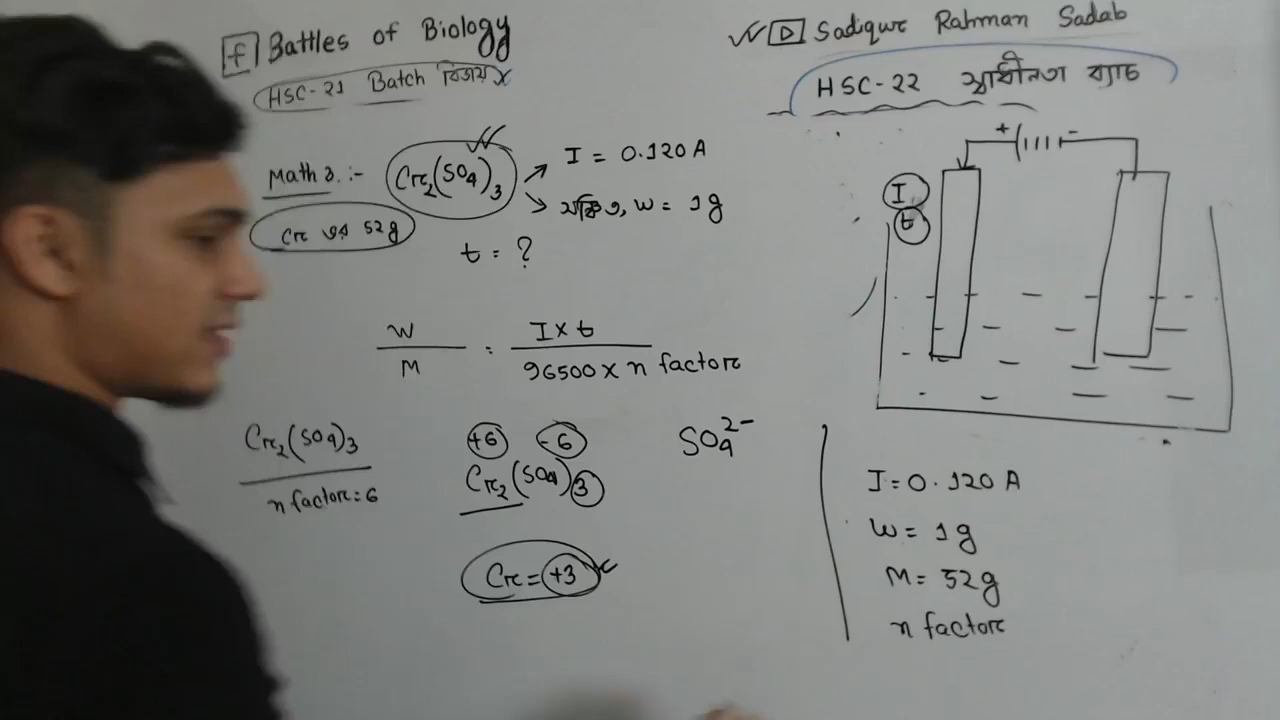 f Battles of Biology
HSC-21 Batch বিজয়
Sadique Rahman Sadab
HSC-22 স্বাধীনতা ব্যাচ
Math 2 :- Cr₂(SO₄)₃ → I = 0.120 A
W = 1g
Cr এর 52g
t = ?
W/M = I×t / 96500 × n factor
Cr₂(SO₄)₃
n factor = 6
+6 -6
Cr₂(SO₄)3
SO₄²⁻
Cr = +3
+ -
I
t
I = 0.120 A
W = 1g
M = 52g
n factor